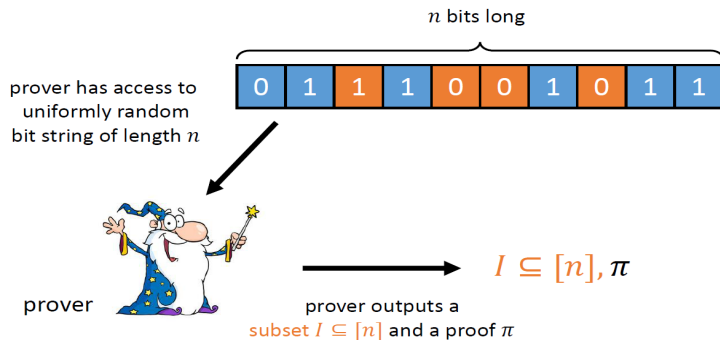 n bits long
prover has access to
uniformly random
bit string of length n
0 1 1 1 0 0 1 0 1 1
I ⊆ [n], π
prover
prover outputs a
subset I ⊆ [n] and a proof π